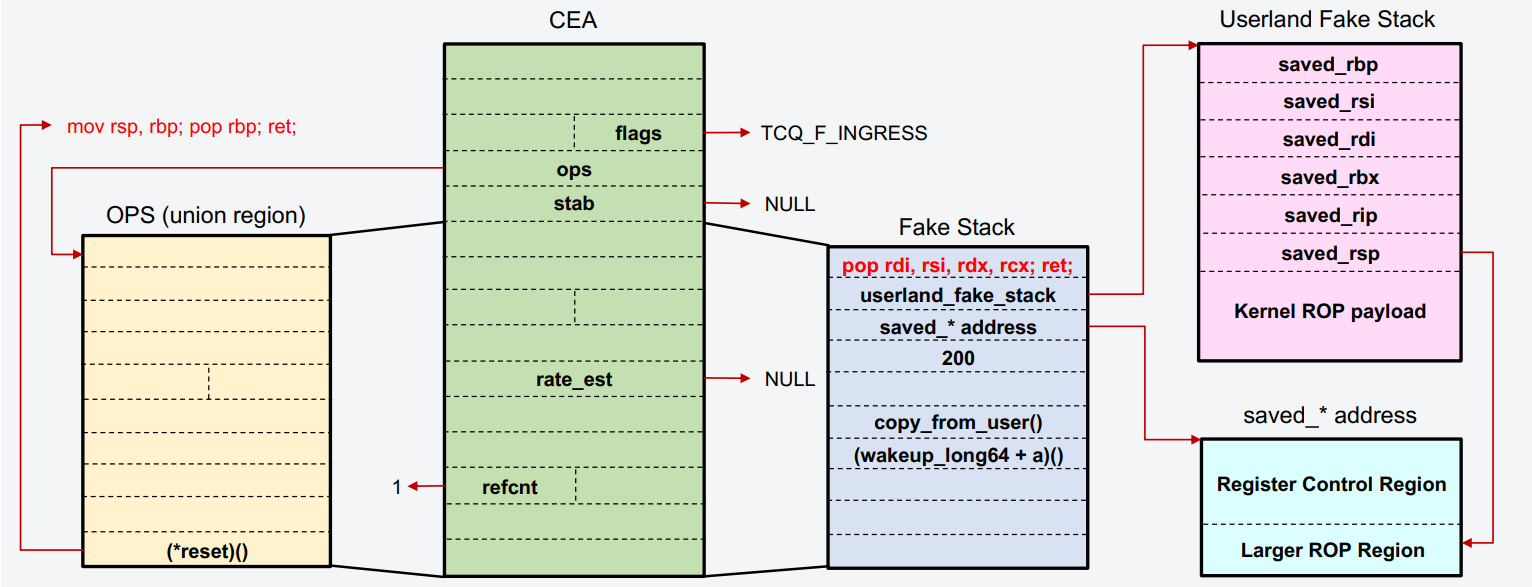 CEA
Userland Fake Stack
saved_rbp
saved_rsi
saved_rdi
saved_rbx
saved_rip
saved_rsp
Kernel ROP payload
mov rsp, rbp; pop rbp; ret;
flags
TCQ_F_INGRESS
ops
stab
NULL
OPS (union region)
Fake Stack
pop rdi, rsi, rdx, rcx; ret;
userland_fake_stack
saved_* address
200
rate_est
NULL
copy_from_user()
(wakeup_long64 + a)()
saved_* address
Register Control Region
Larger ROP Region
1
refcnt
(*reset)()